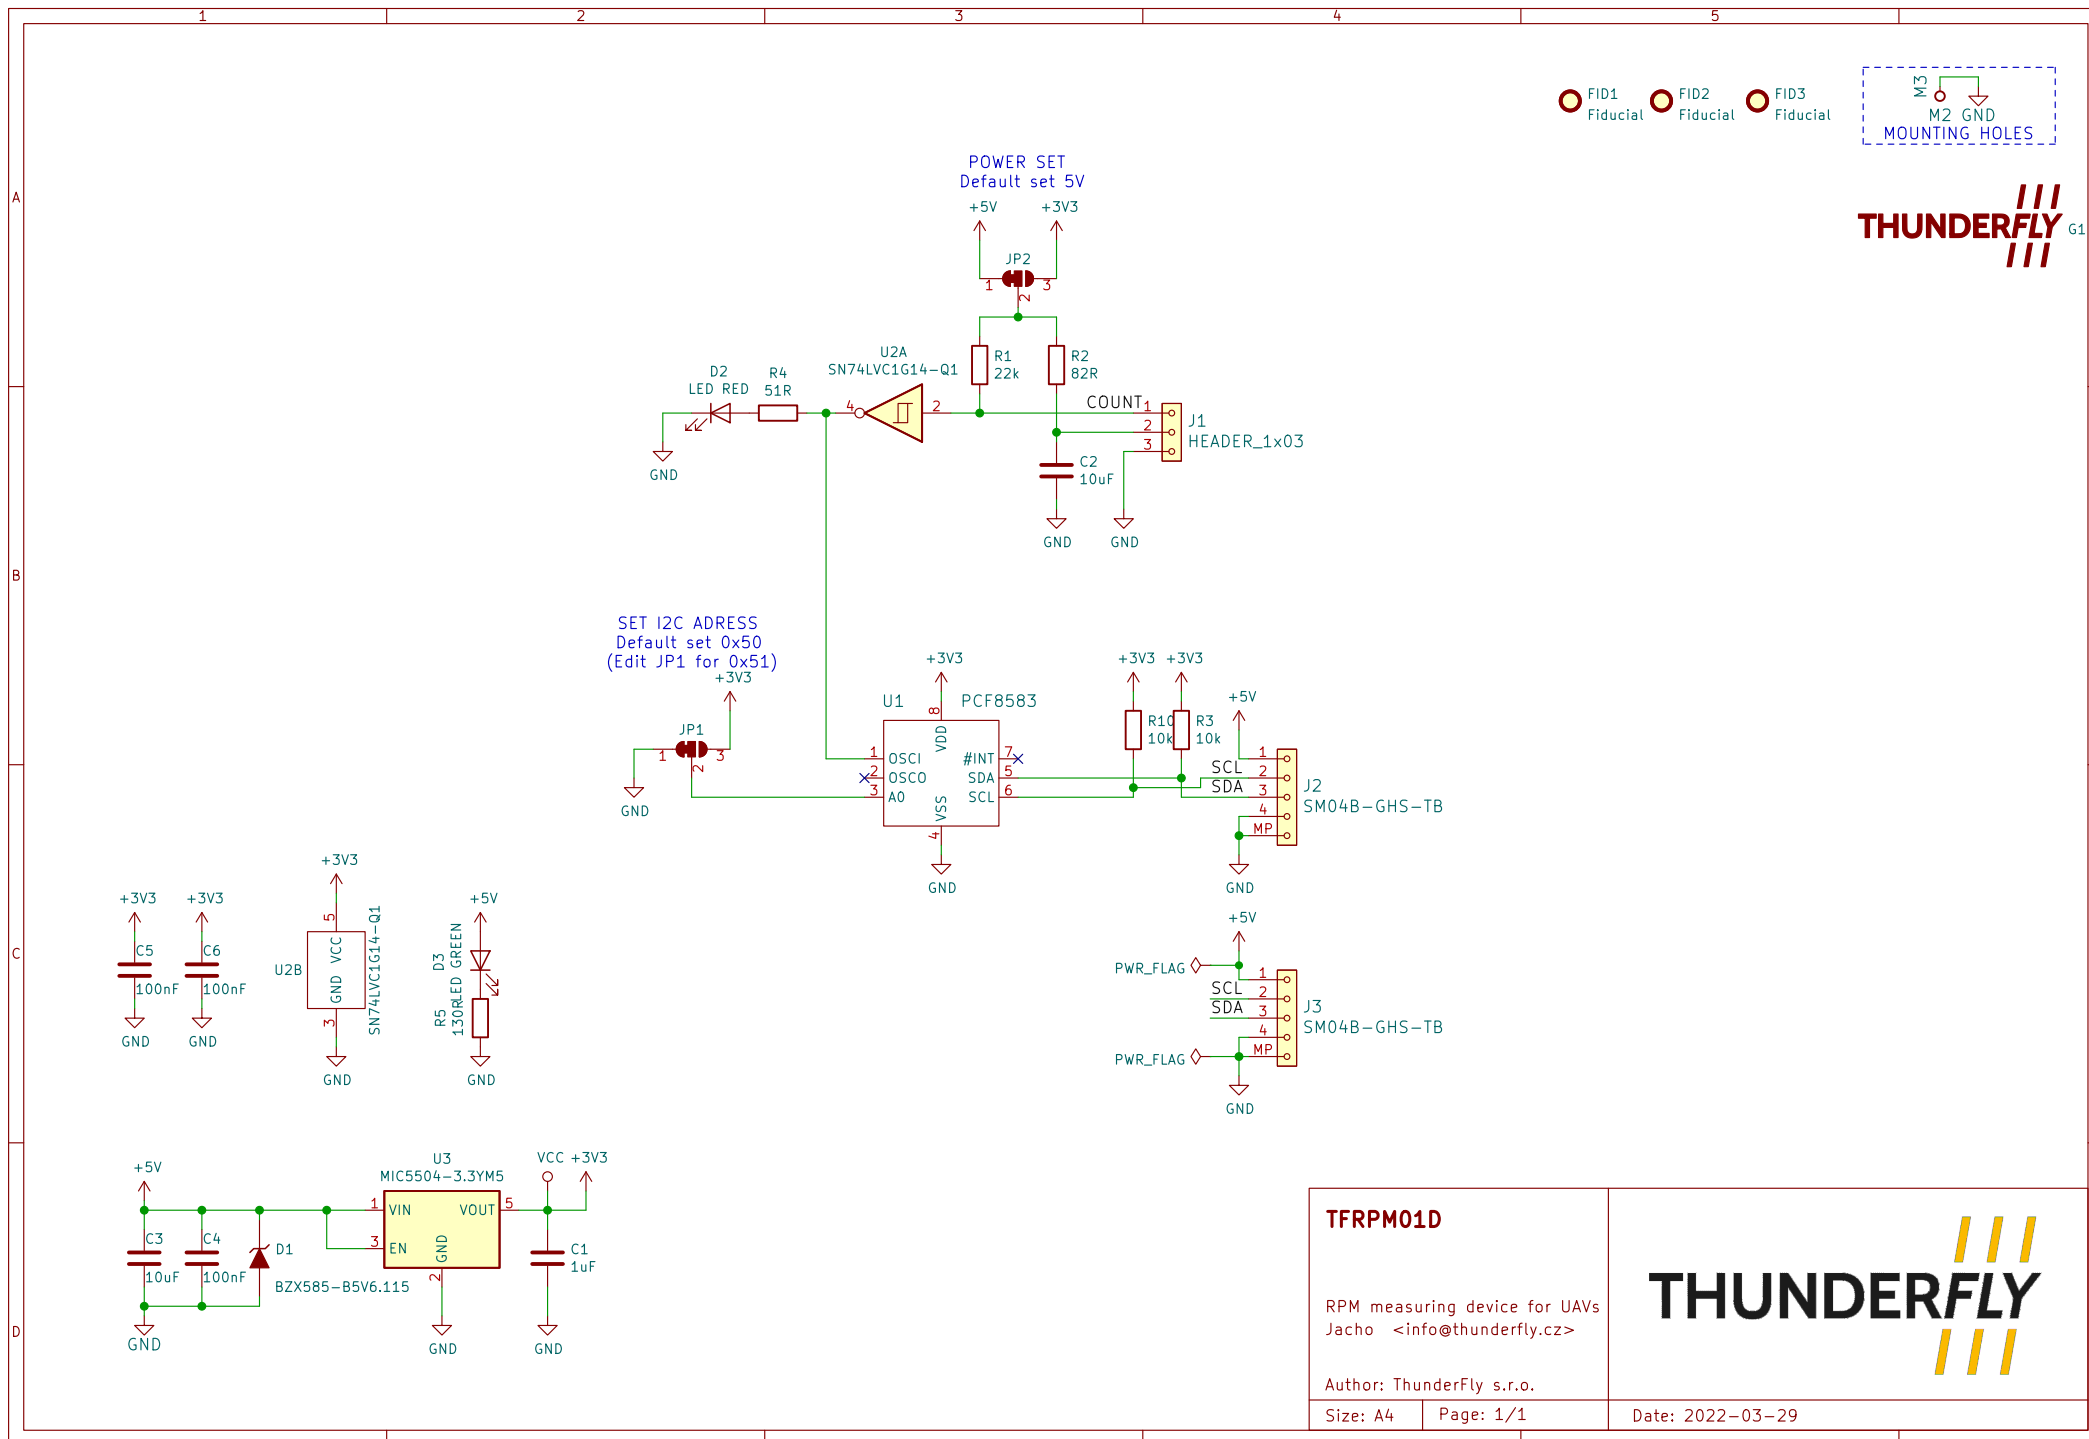 1 2 3 4 5
A
B
C
D
FID1
Fiducial
FID2
Fiducial
FID3
Fiducial
M3
M2 GND
MOUNTING HOLES
THUNDERFLY
G1
POWER SET
Default set 5V
+5V
+3V3
JP2
1
2
3
U2A
SN74LVC1G14-Q1
4
2
D2
LED RED
R4
51R
GND
R1
22k
R2
82R
COUNT
1
2
3
J1
HEADER_1x03
C2
10uF
GND
GND
SET I2C ADRESS
Default set 0x50
(Edit JP1 for 0x51)
+3V3
JP1
1
2
3
GND
+3V3
U1
PCF8583
8
VDD
1 OSCI
2 OSCO
3 A0
#INT 7
SDA 5
SCL 6
VSS
4
GND
+3V3
+3V3
R10
10k
R3
10k
+5V
SCL
SDA
1
2
3
4
MP
J2
SM04B-GHS-TB
GND
+5V
PWR_FLAG
SCL
SDA
PWR_FLAG
1
2
3
4
MP
J3
SM04B-GHS-TB
GND
+3V3
C5
100nF
GND
+3V3
C6
100nF
GND
+3V3
5
U2B
GND VCC
SN74LVC1G14-Q1
3
GND
+5V
D3
LED GREEN
R5
130R
GND
+5V
C3
10uF
GND
C4
100nF
D1
BZX585-B5V6.115
U3
MIC5504-3.3YM5
1 VIN
3 EN
VOUT 5
GND
2
GND
VCC
+3V3
C1
1uF
GND
TFRPM01D
RPM measuring device for UAVs
Jacho <info@thunderfly.cz>
Author: ThunderFly s.r.o.
Size: A4
Page: 1/1
Date: 2022-03-29
THUNDERFLY